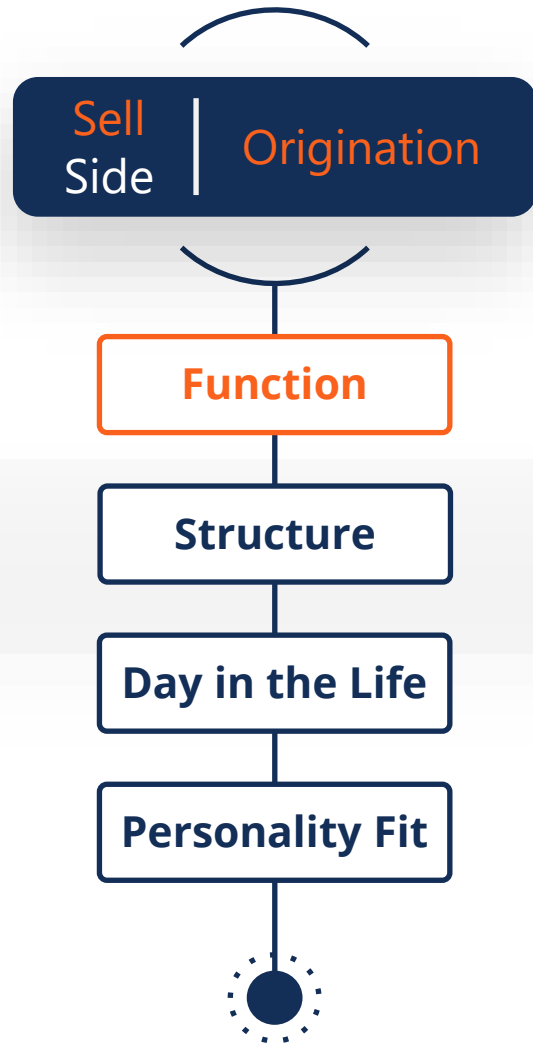 Sell
Side
Origination
Function
Structure
Day in the Life
Personality Fit